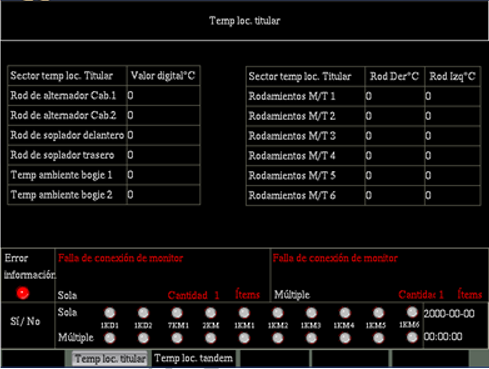 Temp loc. titular
Sector temp loc. Titular Valor digital°C
Rod de alternador Cab.1 0
Rod de alternador Cab.2 0
Rod de soplador delantero 0
Rod de soplador trasero 0
Temp ambiente bogie 1 0
Temp ambiente bogie 2 0
Sector temp loc. Titular Rod Der°C Rod Izq°C
Rodamientos M/T 1 0 0
Rodamientos M/T 2 0 0
Rodamientos M/T 3 0 0
Rodamientos M/T 4 0 0
Rodamientos M/T 5 0 0
Rodamientos M/T 6 0 0
Error información
Falla de conexión de monitor
Sola Cantidad 1 Ítems
Falla de conexión de monitor
Múltiple Cantidad 1 Ítems
Sí/ No
Sola
1KD1 1KD2 7KM1 2KM 1KM1 1KM2 1KM3 1KM4 1KM5 1KM6
Múltiple
2000-00-00
00:00:00
Temp loc. titular Temp loc. tandem